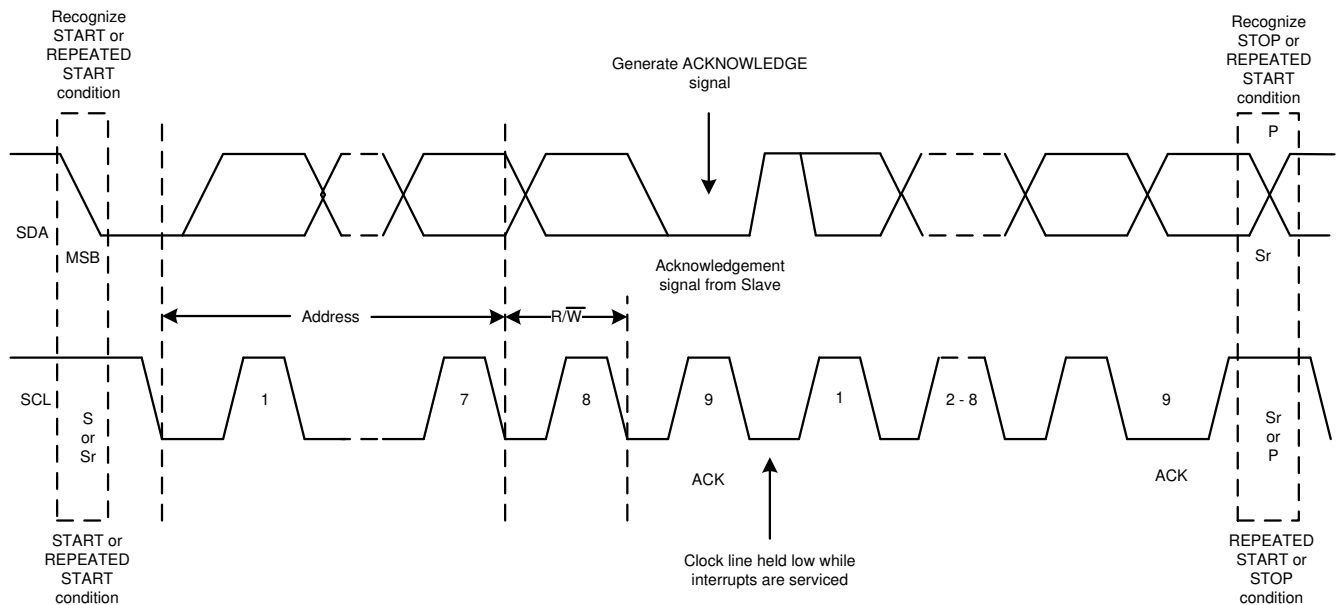 Recognize
START or
REPEATED
START
condition
Recognize
STOP or
REPEATED
START
condition
Generate ACKNOWLEDGE
signal
P
SDA
MSB
Acknowledgement
signal from Slave
Sr
Address
R/W̅
SCL
1
7
8
9
1
2 - 8
9
S
or
Sr
Sr
or
P
ACK
ACK
START or
REPEATED
START
condition
Clock line held low while
interrupts are serviced
REPEATED
START or
STOP
condition